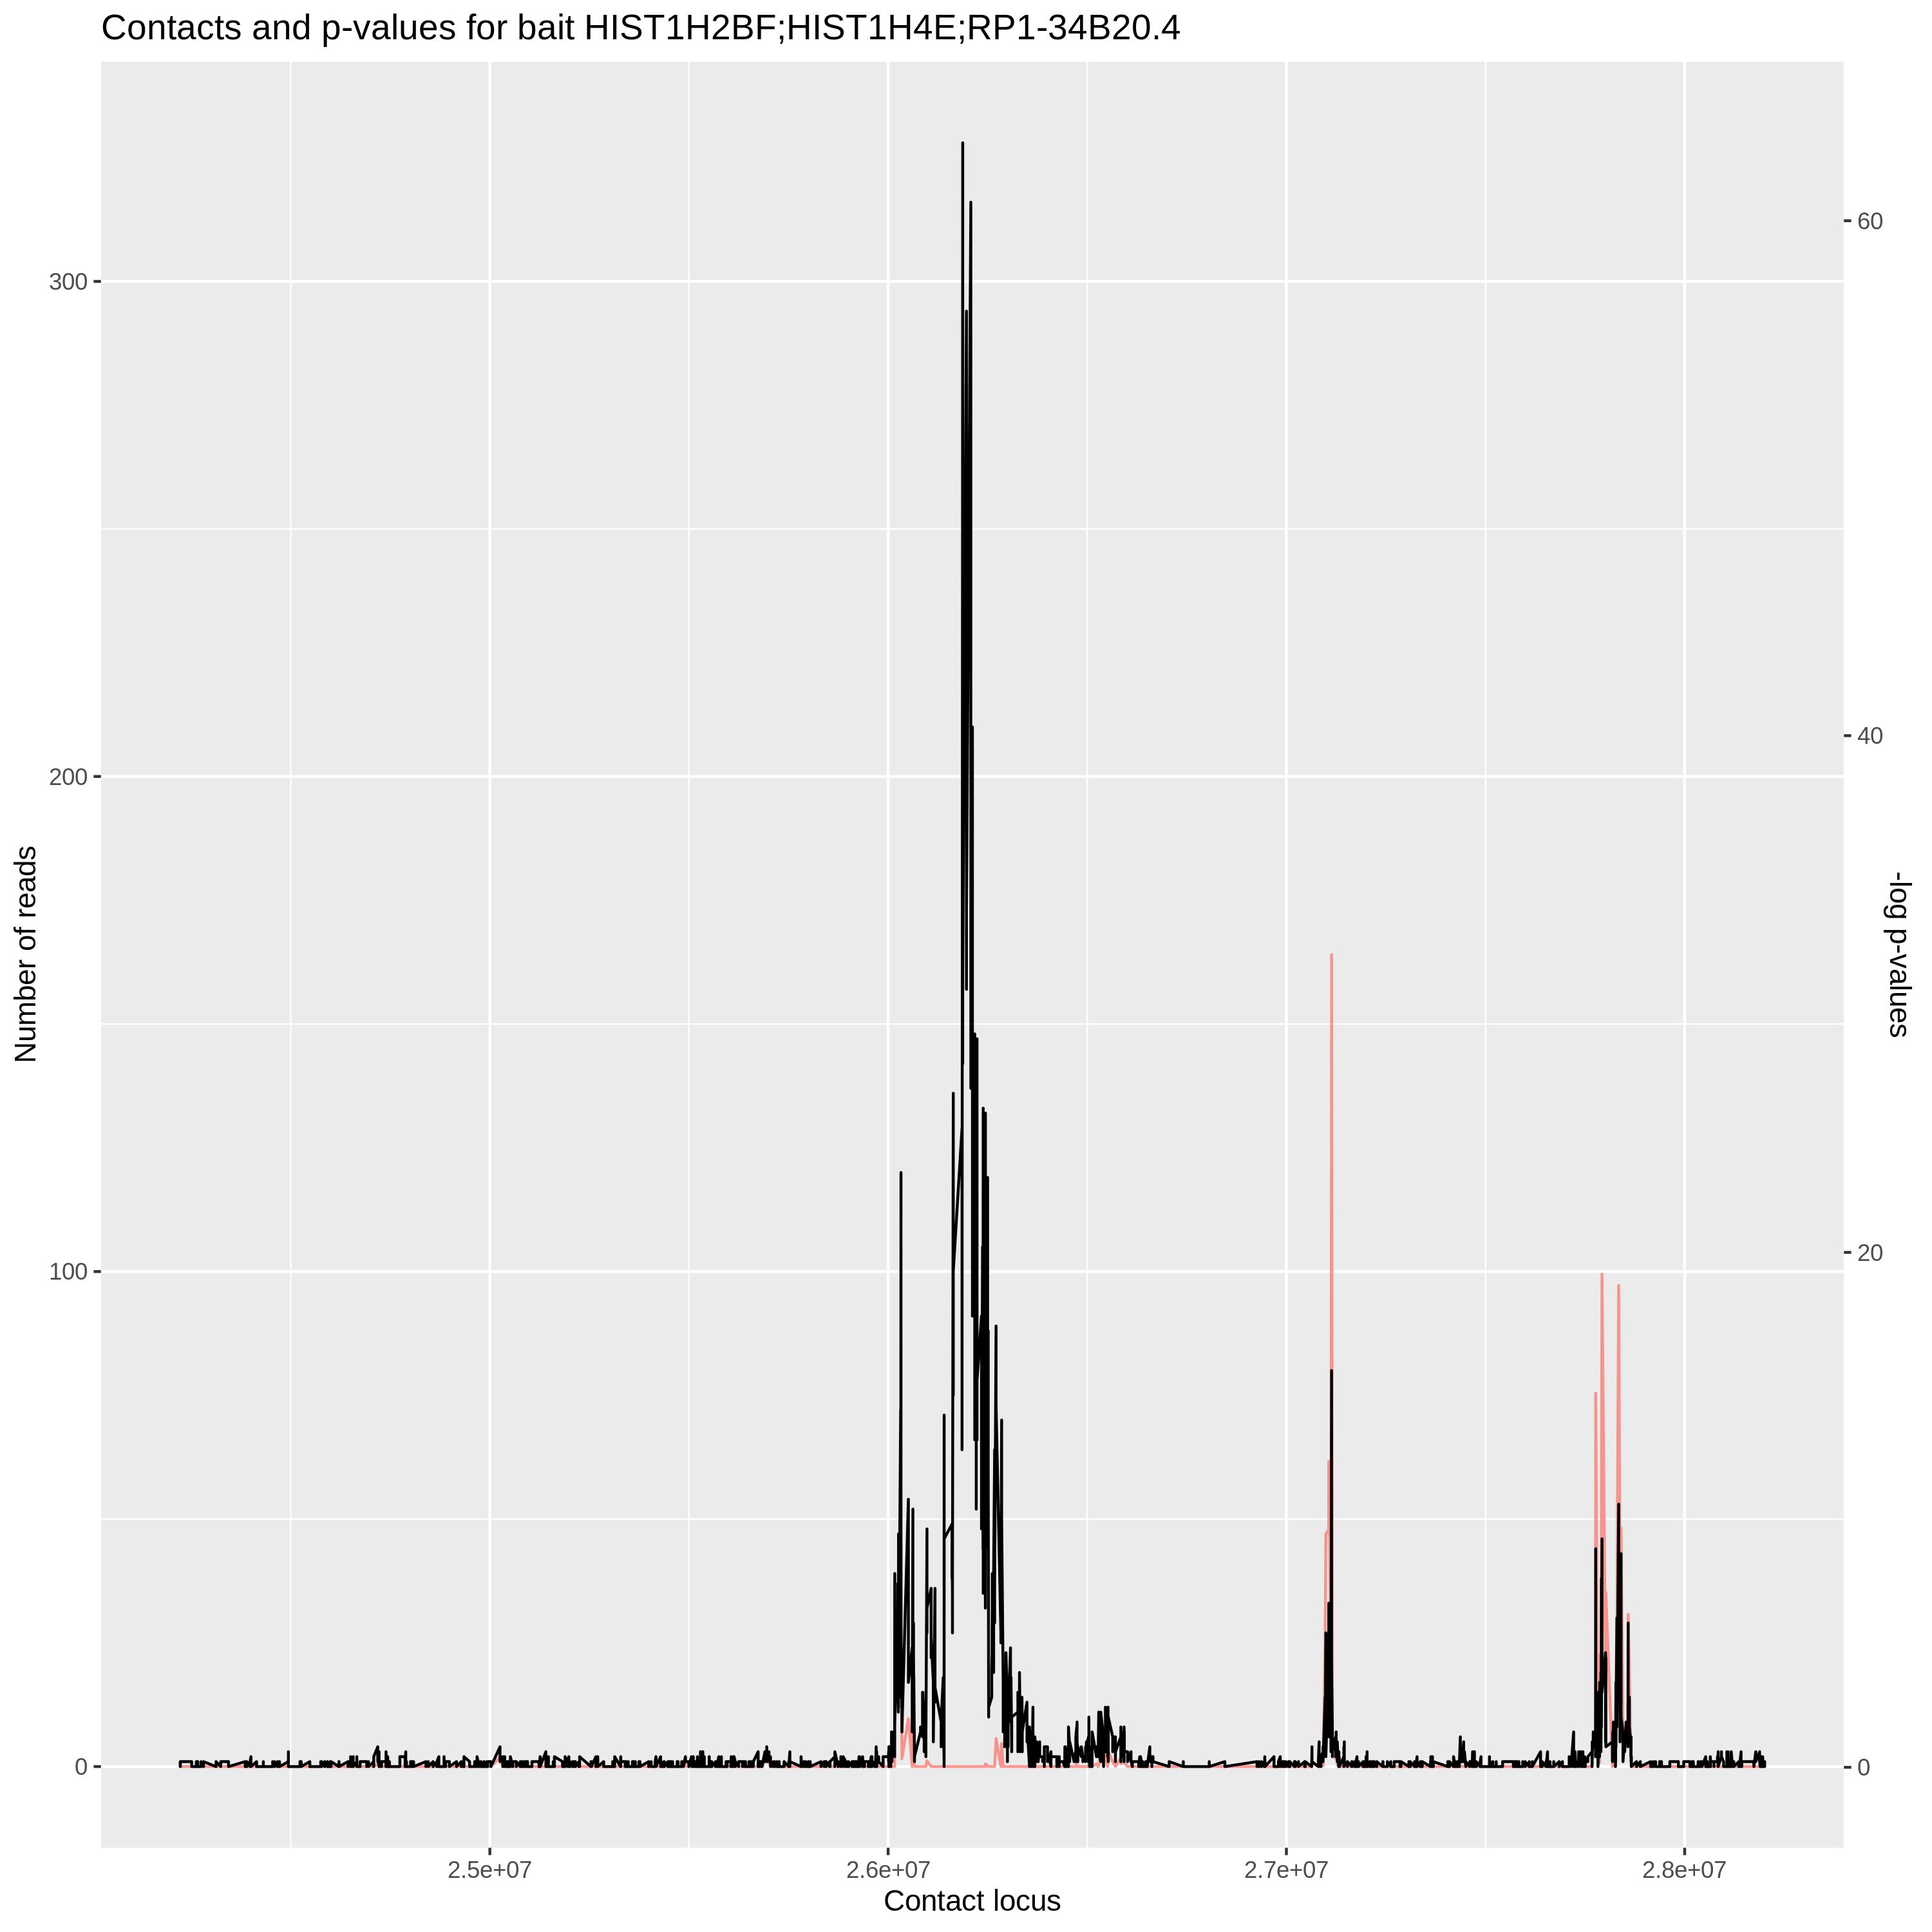 Contacts and p-values for bait HIST1H2BF;HIST1H4E;RP1-34B20.4
Number of reads
300
200
100
0
60
40
20
0
-log p-values
2.5e+07
2.6e+07
2.7e+07
2.8e+07
Contact locus